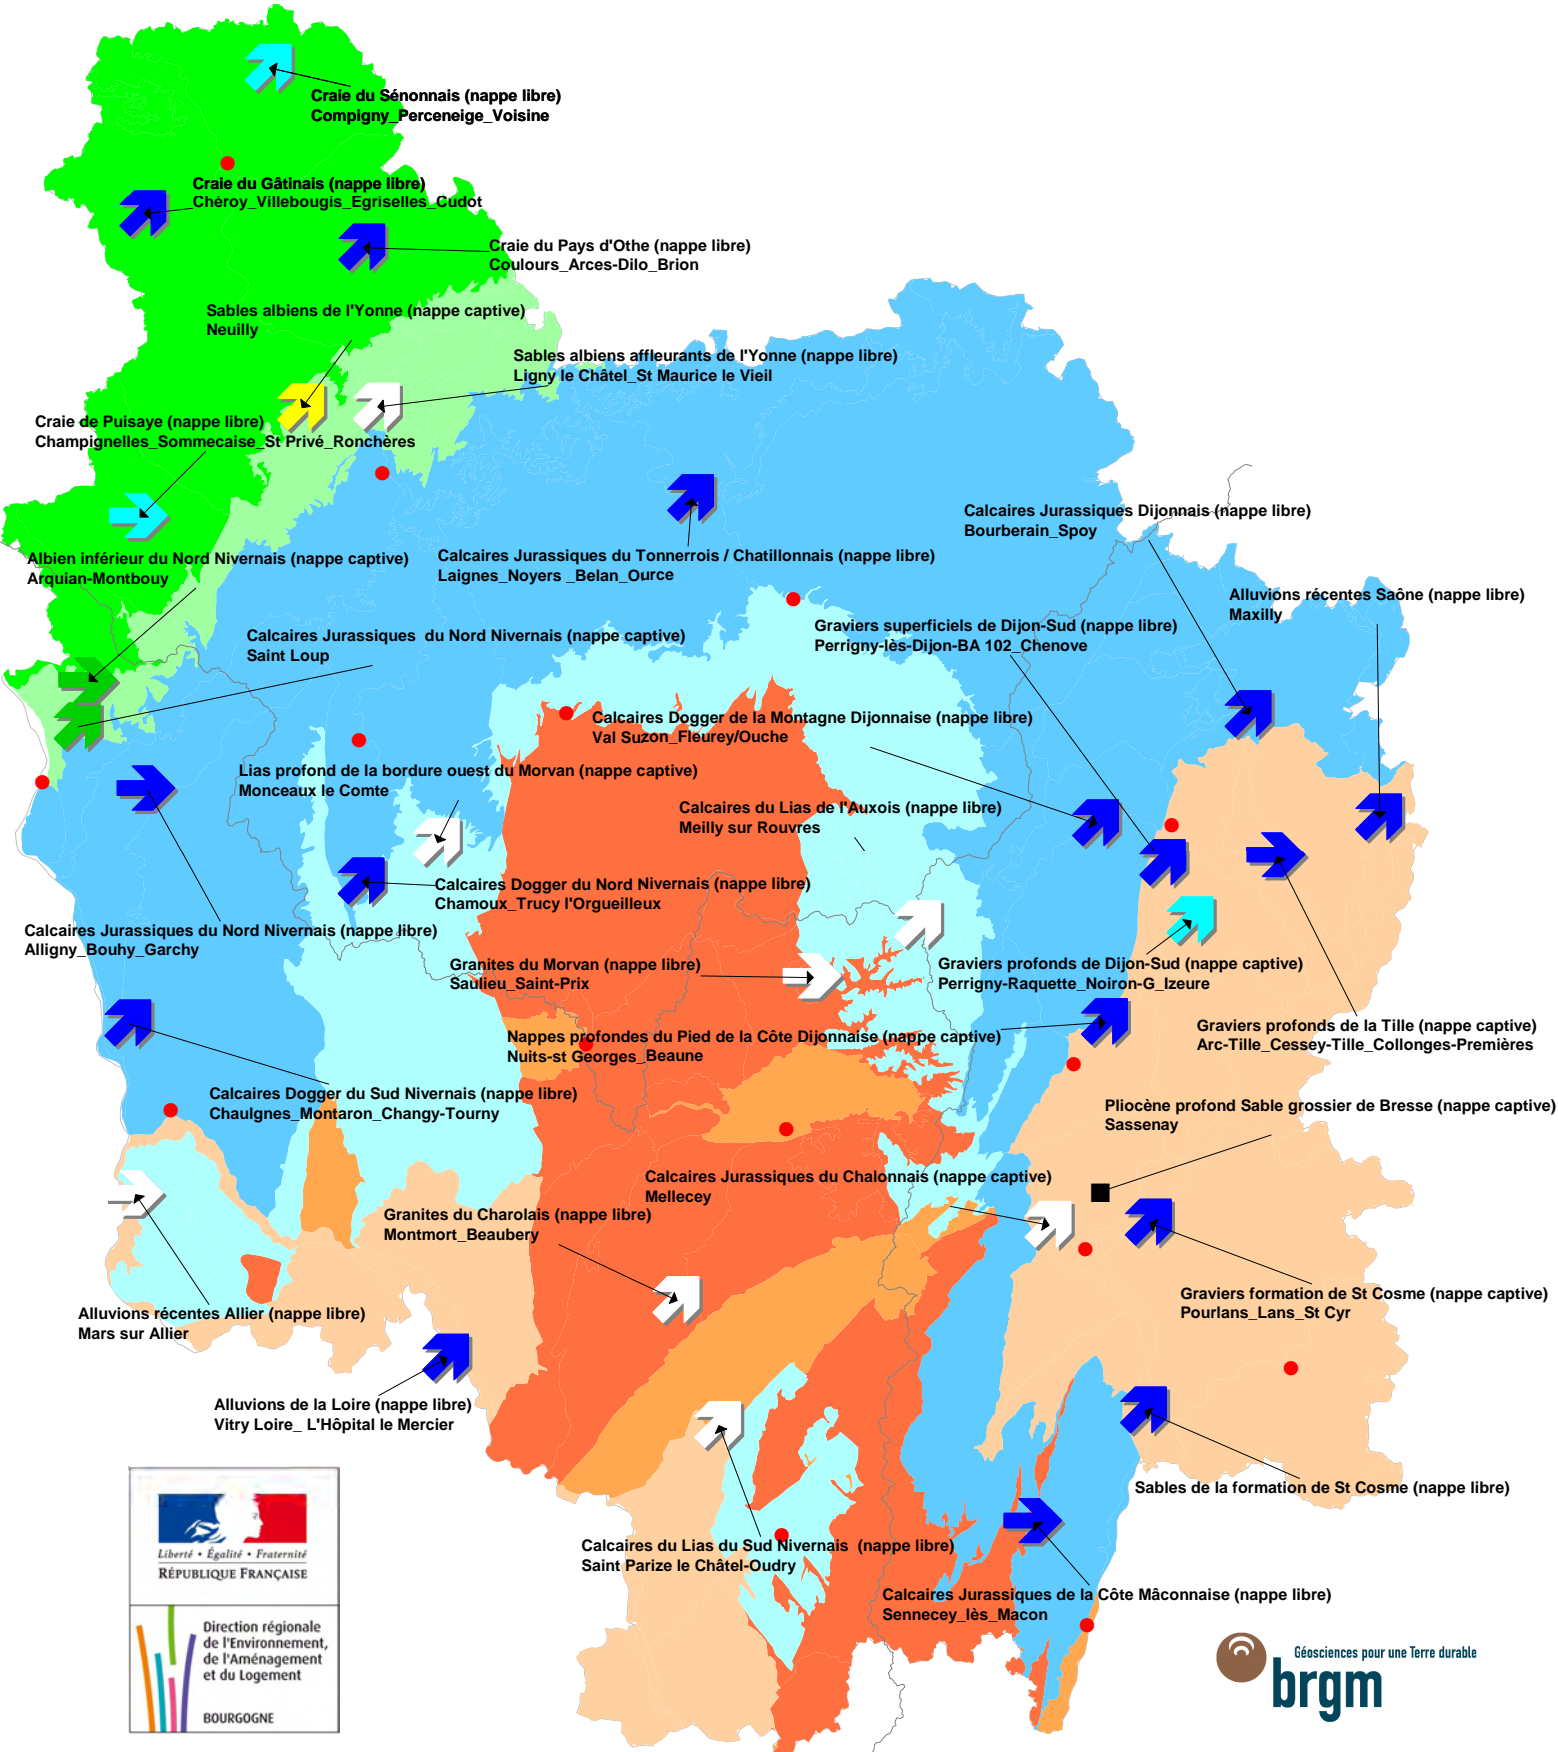 Craie du Sénonnais (nappe libre)
Compigny_Perceneige_Voisine
Craie du Gâtinais (nappe libre)
Chéroy_Villebougis_Egriselles_Cudot
Craie du Pays d'Othe (nappe libre)
Coulours_Arces-Dilo_Brion
Sables albiens de l'Yonne (nappe captive)
Neuilly
Sables albiens affleurants de l'Yonne (nappe libre)
Ligny le Châtel_St Maurice le Vieil
Craie de Puisaye (nappe libre)
Champignelles_Sommecaise_St Privé_Ronchères
Calcaires Jurassiques Dijonnais (nappe libre)
Bourberain_Spoy
Albien inférieur du Nord Nivernais (nappe captive)
Arquian-Montbouy
Calcaires Jurassiques du Tonnerrois / Chatillonnais (nappe libre)
Laignes_Noyers _Belan_Ource
Alluvions récentes Saône (nappe libre)
Maxilly
Graviers superficiels de Dijon-Sud (nappe libre)
Perrigny-lès-Dijon-BA 102_Chenove
Calcaires Jurassiques  du Nord Nivernais (nappe captive)
Saint Loup
Calcaires Dogger de la Montagne Dijonnaise (nappe libre)
Val Suzon_Fleurey/Ouche
Lias profond de la bordure ouest du Morvan (nappe captive)
Monceaux le Comte
Calcaires du Lias de l'Auxois (nappe libre)
Meilly sur Rouvres
Calcaires Dogger du Nord Nivernais (nappe libre)
Chamoux_Trucy l'Orgueilleux
Calcaires Jurassiques du Nord Nivernais (nappe libre)
Alligny_Bouhy_Garchy
Granites du Morvan (nappe libre)
Saulieu_Saint-Prix
Graviers profonds de Dijon-Sud (nappe captive)
Perrigny-Raquette_Noiron-G_Izeure
Nappes profondes du Pied de la Côte Dijonnaise (nappe captive)
Nuits-st Georges_Beaune
Graviers profonds de la Tille (nappe captive)
Arc-Tille_Cessey-Tille_Collonges-Premières
Calcaires Dogger du Sud Nivernais (nappe libre)
Chaulgnes_Montaron_Changy-Tourny
Pliocène profond Sable grossier de Bresse (nappe captive)
Sassenay
Calcaires Jurassiques du Chalonnais (nappe captive)
Mellecey
Granites du Charolais (nappe libre)
Montmort_Beaubery
Graviers formation de St Cosme (nappe captive)
Pourlans_Lans_St Cyr
Alluvions récentes Allier (nappe libre)
Mars sur Allier
Alluvions de la Loire (nappe libre)
Vitry Loire_ L'Hôpital le Mercier
Sables de la formation de St Cosme (nappe libre)
Calcaires du Lias du Sud Nivernais  (nappe libre)
Saint Parize le Châtel-Oudry
Calcaires Jurassiques de la Côte Mâconnaise (nappe libre)
Sennecey_lès_Macon
Liberté • Égalité • Fraternité
RÉPUBLIQUE FRANÇAISE
Direction régionale
de l'Environnement,
de l'Aménagement
et du Logement
BOURGOGNE
Géosciences pour une Terre durable
brgm